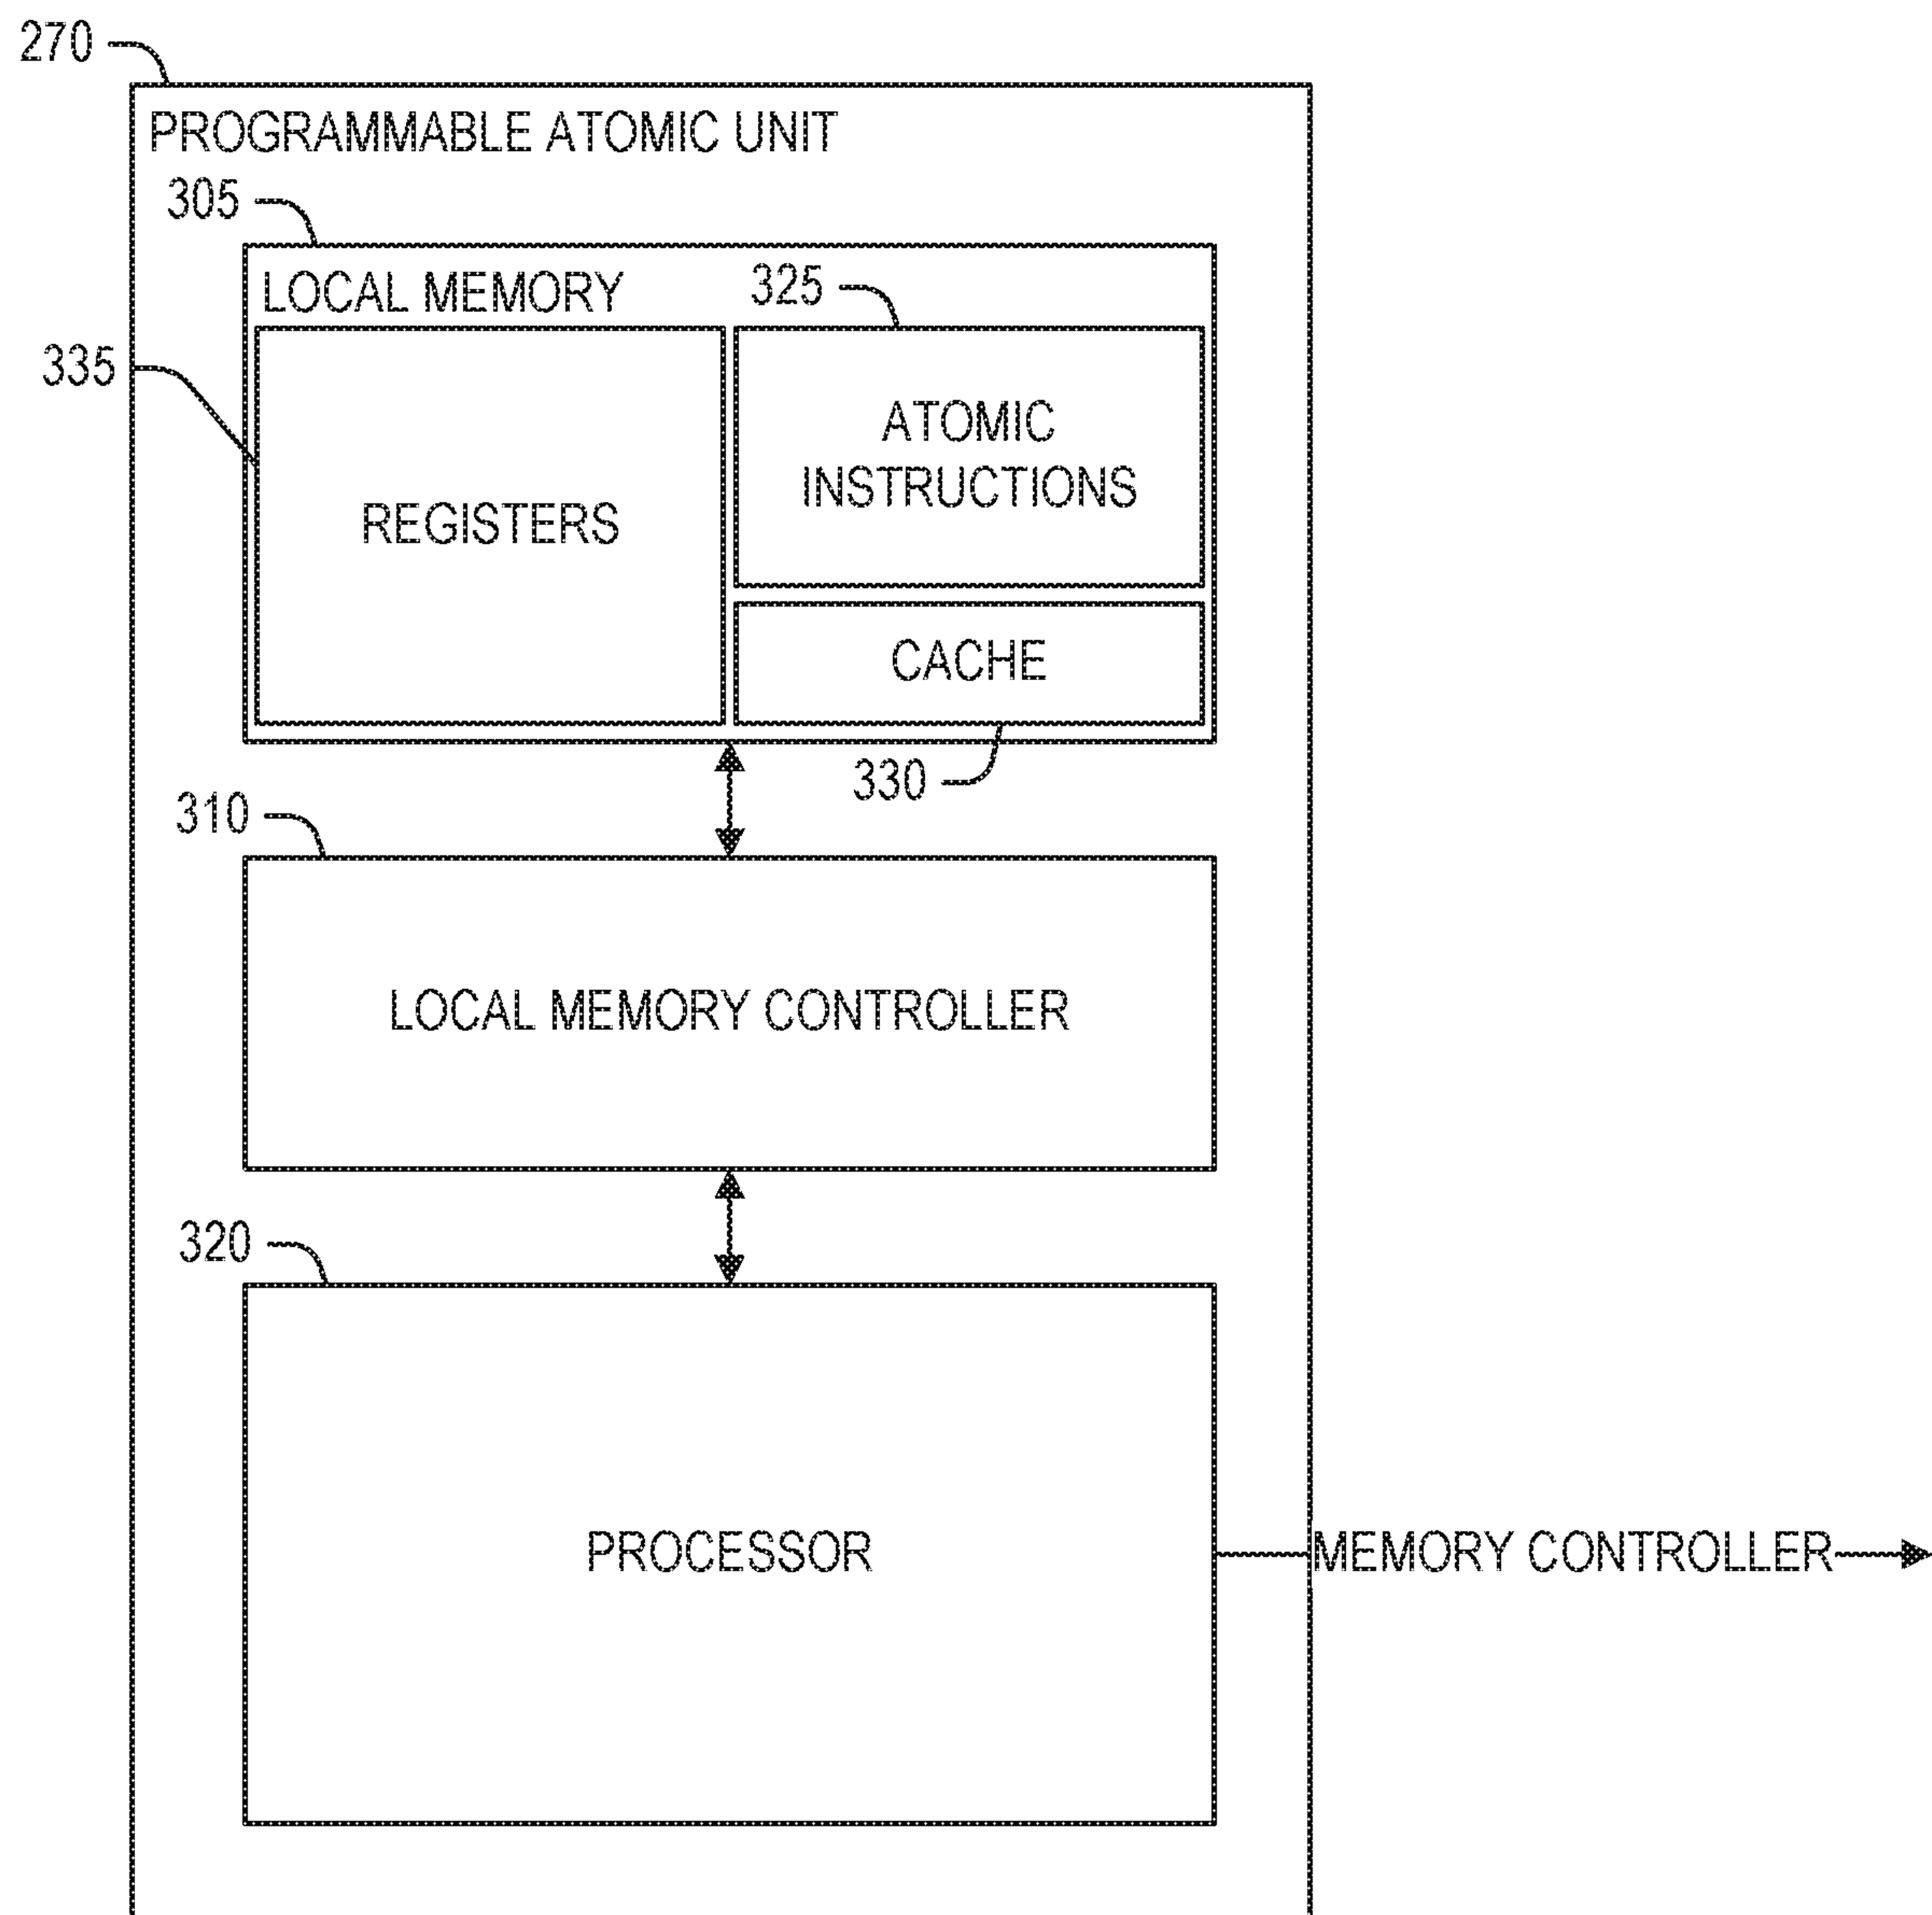 270
PROGRAMMABLE ATOMIC UNIT
305
LOCAL MEMORY
325
335
ATOMIC
INSTRUCTIONS
REGISTERS
CACHE
330
310
LOCAL MEMORY CONTROLLER
320
PROCESSOR
MEMORY CONTROLLER